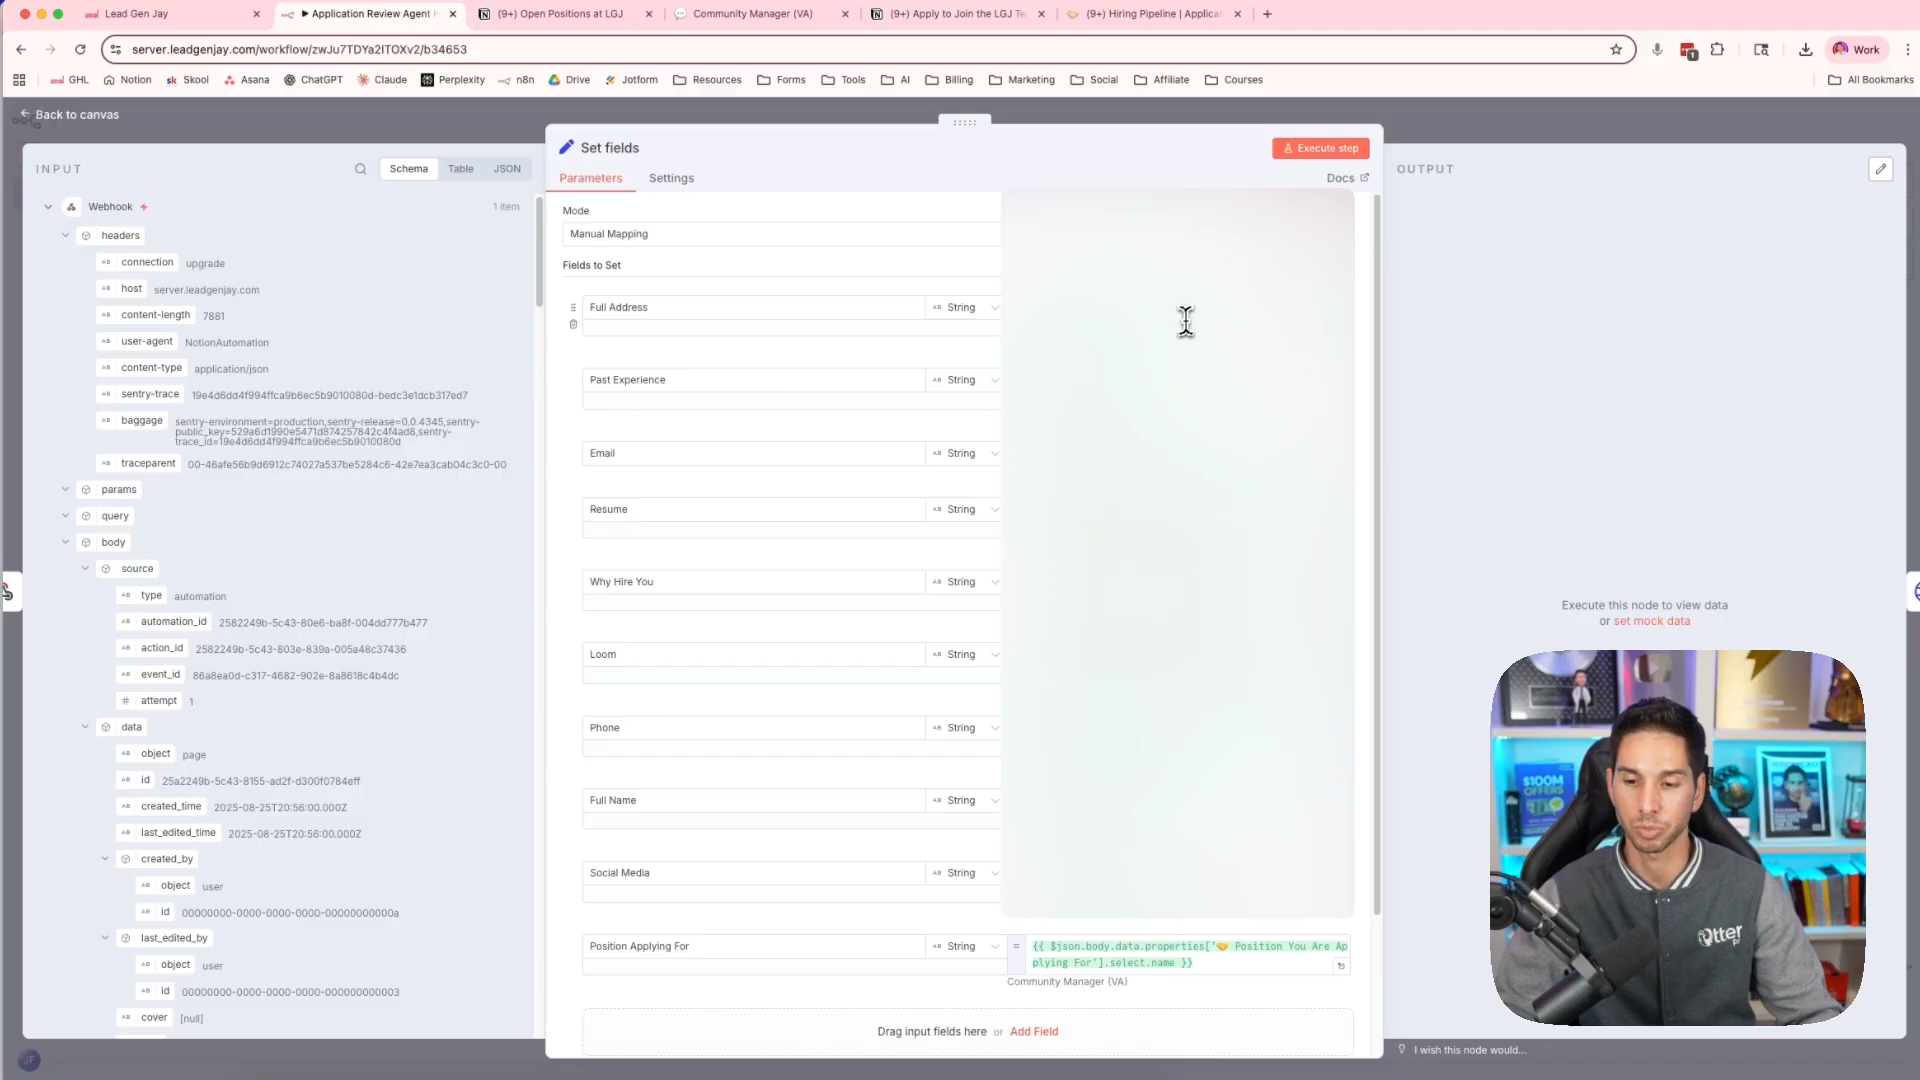 Lead Gen Jay
▶ Application Review Agent
(9+) Open Positions at LGJ
Community Manager (VA)
(9+) Apply to Join the LGJ Te
(9+) Hiring Pipeline | Applicat
server.leadgenjay.com/workflow/zwJu7TDYa2ITOXv2/b34653
Work
GHL
Notion
Skool
Asana
ChatGPT
Claude
Perplexity
n8n
Drive
Jotform
Resources
Forms
Tools
AI
Billing
Marketing
Social
Affiliate
Courses
All Bookmarks
Back to canvas
INPUT
Schema
Table
JSON
Webhook
1 item
headers
connection upgrade
host server.leadgenjay.com
content-length 7881
user-agent NotionAutomation
content-type application/json
sentry-trace 19e4d6dd4f994ffca9b6ec5b9010080d-bedc3e1dcb317ed7
baggage sentry-environment=production,sentry-release=0.0.4345,sentry-
public_key=529a6d1990e5471d874257842c4f4ad8,sentry-
trace_id=19e4d6dd4f994ffca9b6ec5b9010080d
traceparent 00-46afe56b9d6912c74027a537be5284c6-42e7ea3cab04c3c0-00
params
query
body
source
type automation
automation_id 2582249b-5c43-80e6-ba8f-004dd777b477
action_id 2582249b-5c43-803e-839a-005a48c37436
event_id 86a8ea0d-c317-4682-902e-8a8618c4b4dc
# attempt 1
data
object page
id 25a2249b-5c43-8155-ad2f-d300f0784eff
created_time 2025-08-25T20:56:00.000Z
last_edited_time 2025-08-25T20:56:00.000Z
created_by
object user
id 00000000-0000-0000-0000-00000000000a
last_edited_by
object user
id 00000000-0000-0000-0000-000000000003
cover [null]
JF
Set fields
Execute step
Parameters
Settings
Docs
Mode
Manual Mapping
Fields to Set
Full Address String
Past Experience String
Email String
Resume String
Why Hire You String
Loom String
Phone String
Full Name String
Social Media String
Position Applying For String
= {{ $json.body.data.properties['🤝 Position You Are Ap
plying For'].select.name }}
Community Manager (VA)
Drag input fields here or Add Field
OUTPUT
Execute this node to view data
or set mock data
$100M
OFFERS
Otter
PR
I wish this node would...